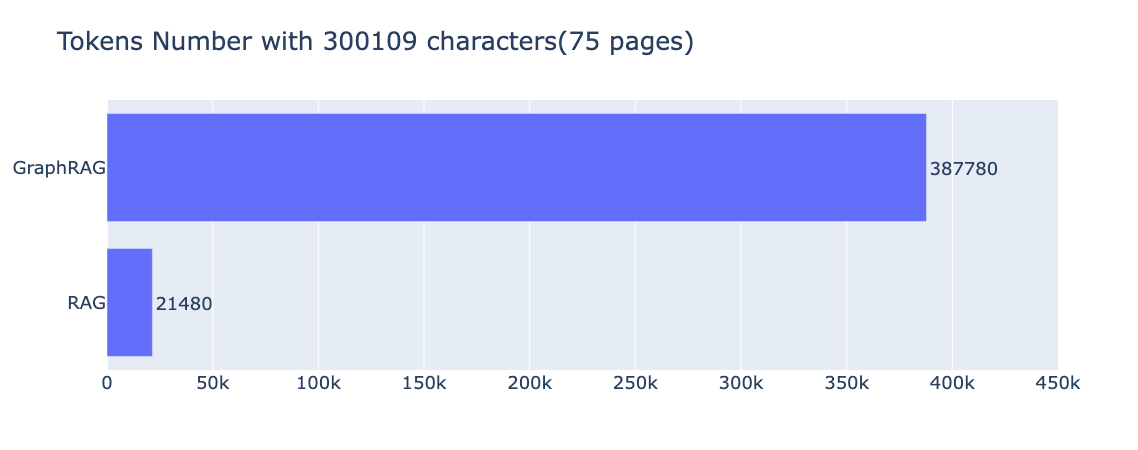 Tokens Number with 300109 characters(75 pages)
GraphRAG
387780
RAG
21480
0 50k 100k 150k 200k 250k 300k 350k 400k 450k